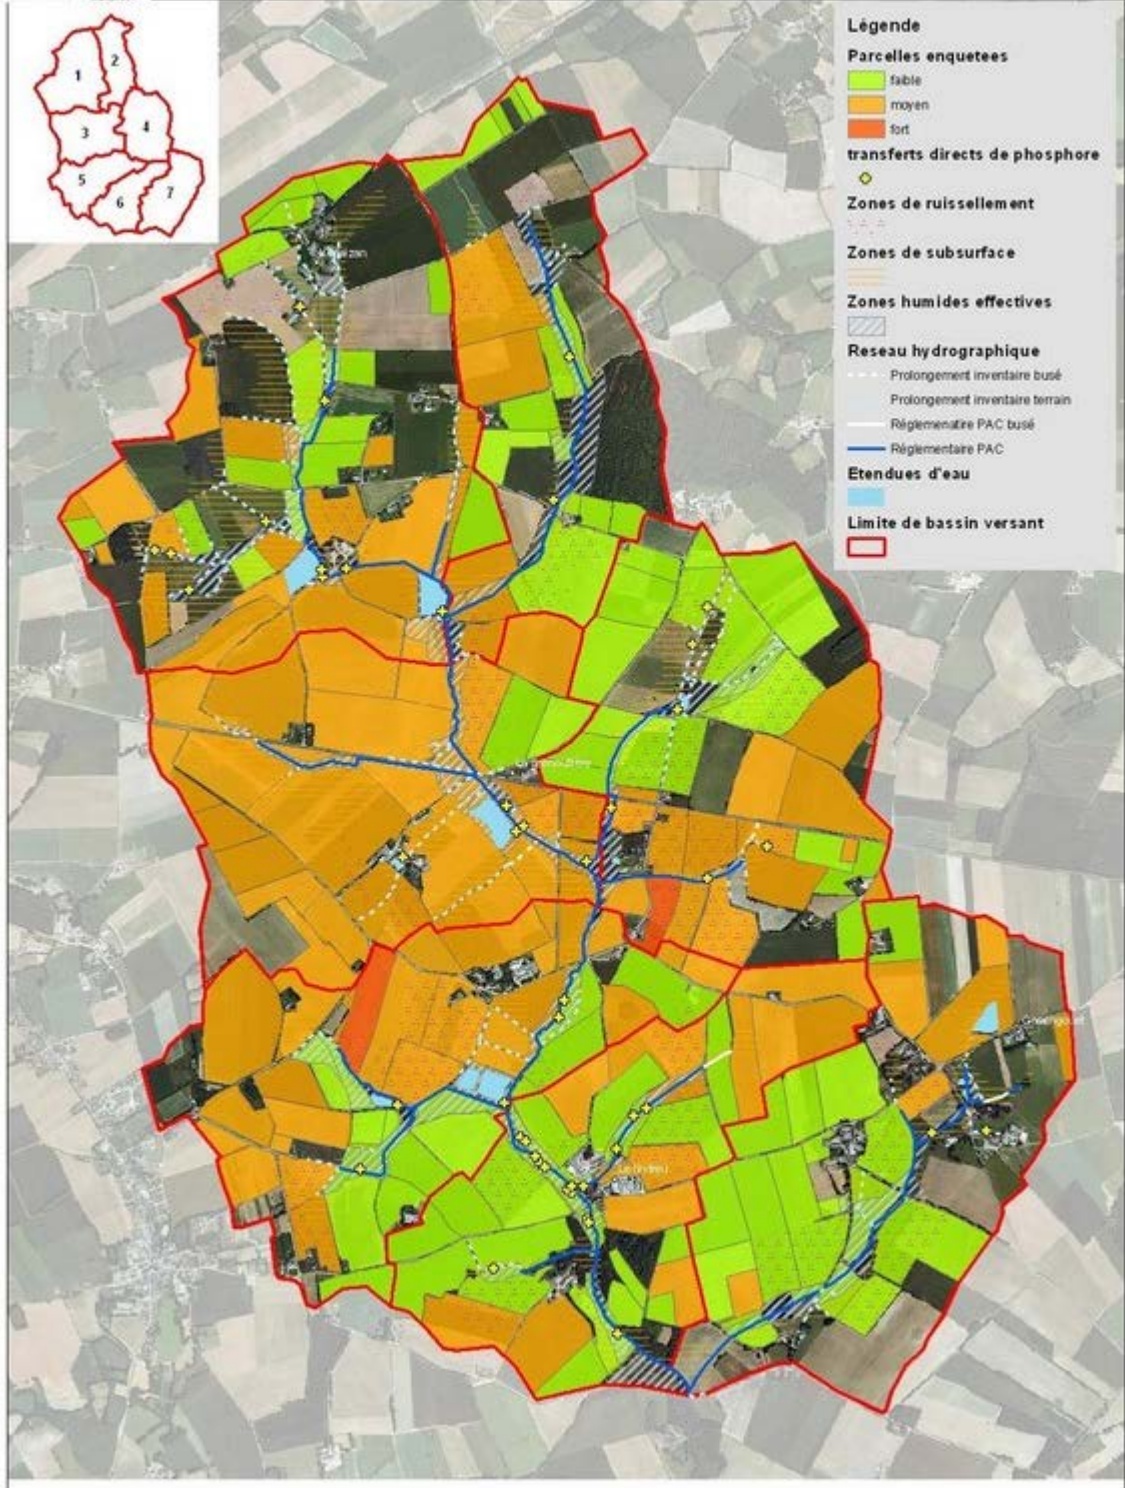 1
2
3
4
5
6
7
Légende
Parcelles enquetees
faible
moyen
fort
transferts directs de phosphore
Zones de ruissellement
Zones de subsurface
Zones humides effectives
Reseau hydrographique
Prolongement inventaire busé
Prolongement inventaire terrain
Réglemenatire PAC busé
Réglementaire PAC
Etendues d'eau
Limite de bassin versant